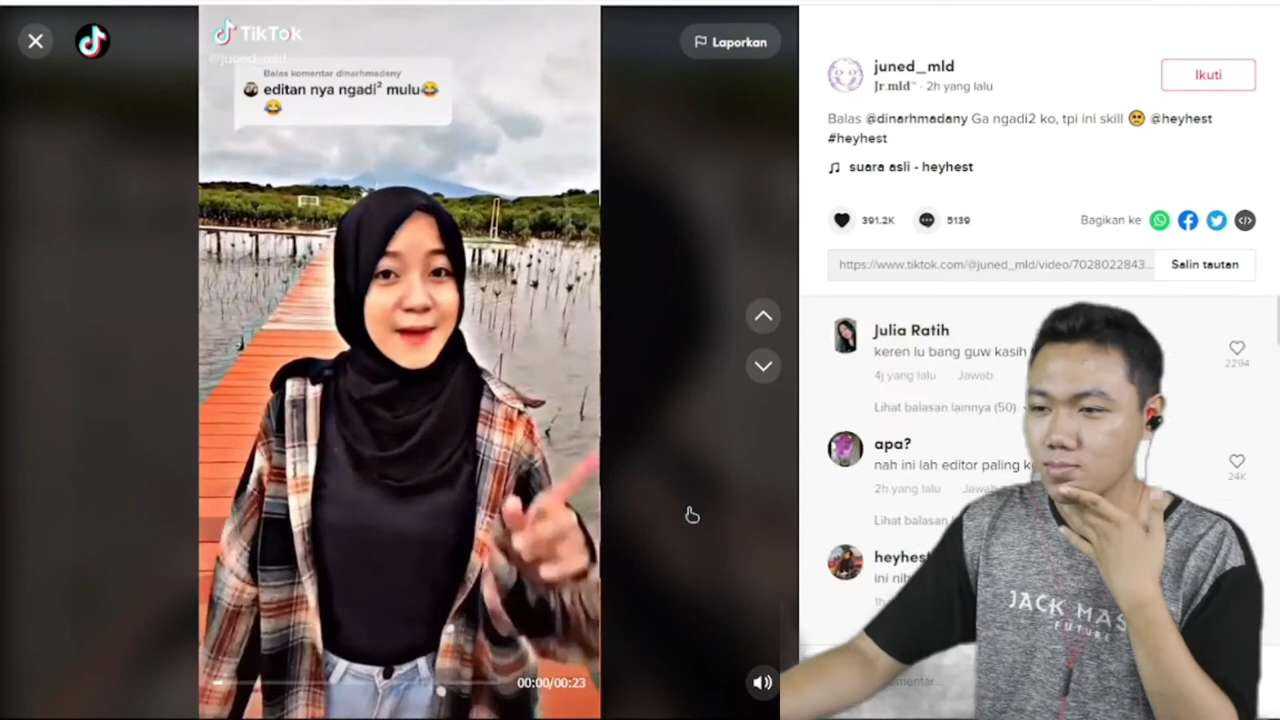 TikTok
@juned_mld
Balas komentar dinarhmadany
editan nya ngadi² mulu😂
😂
00:00/00:23
Laporkan
juned_mld
Jr.mld™ · 2h yang lalu
Ikuti
Balas @dinarhmadany Ga ngadi2 ko, tpi ini skill 🥺 @heyhest
#heyhest
suara asli - heyhest
391.2K
5139
Bagikan ke
https://www.tiktok.com/@juned_mld/video/7028022843...
Salin tautan
Julia Ratih
keren lu bang guw kasih
2294
4j yang lalu Jawab
Lihat balasan lainnya (50)
apa?
nah ini lah editor paling
24K
2h yang lalu
Lihat balasan
heyhest
ini
JACK
FUTURE